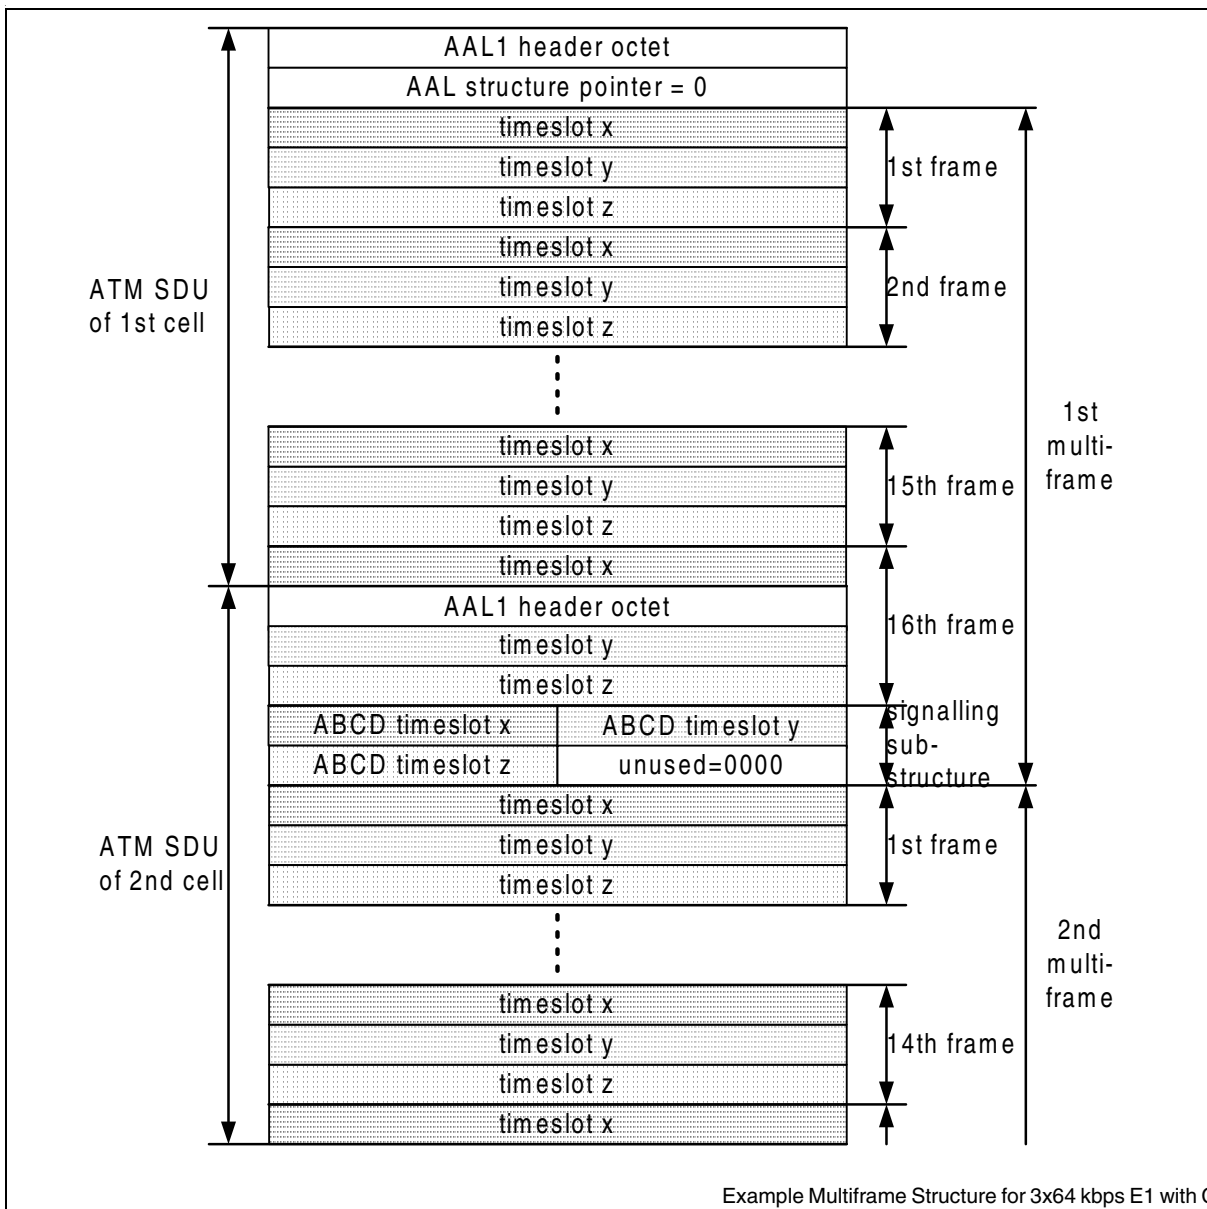 AAL1 header octet
AAL structure pointer = 0
timeslot x
timeslot y
timeslot z
1st frame
timeslot x
timeslot y
timeslot z
2nd frame
ATM SDU
of 1st cell
timeslot x
timeslot y
timeslot z
15th frame
1st
multi-
frame
timeslot x
AAL1 header octet
timeslot y
timeslot z
16th frame
ABCD timeslot x
ABCD timeslot y
ABCD timeslot z
unused=0000
signalling
sub-
structure
timeslot x
timeslot y
timeslot z
1st frame
ATM SDU
of 2nd cell
2nd
multi-
frame
timeslot x
timeslot y
timeslot z
14th frame
timeslot x
Example Multiframe Structure for 3x64 kbps E1 with